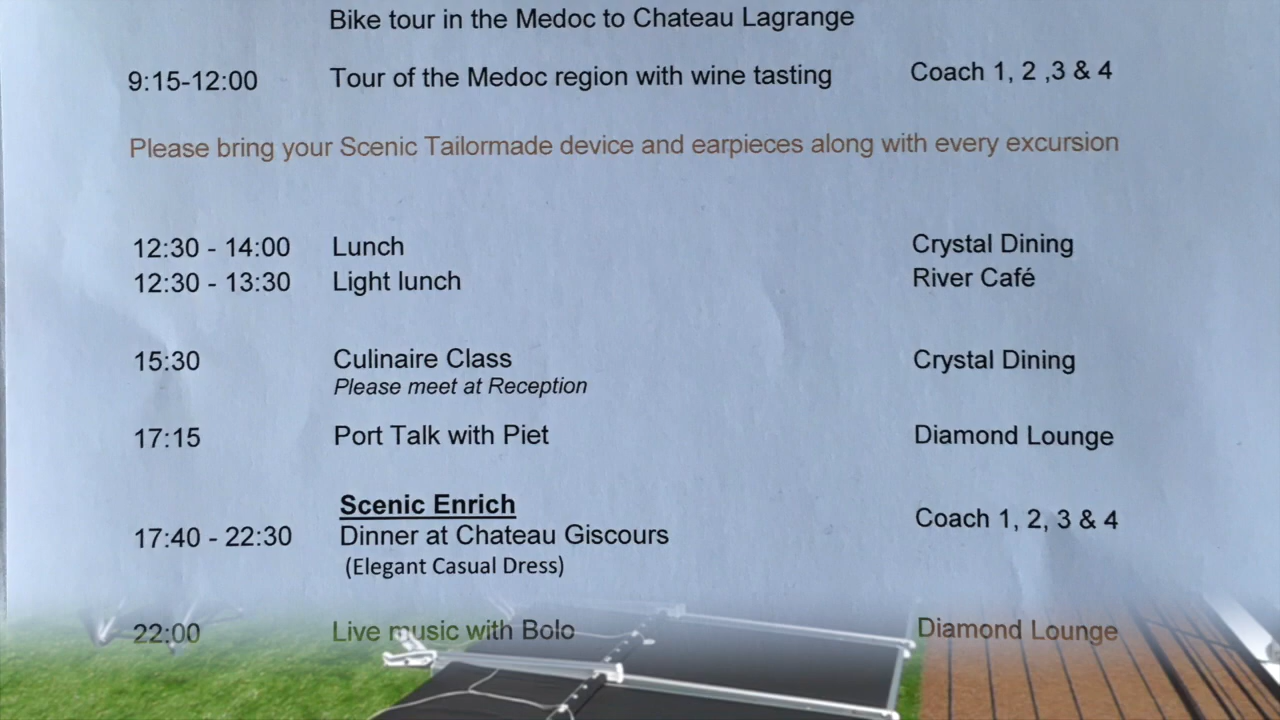 Bike tour in the Medoc to Chateau Lagrange
9:15-12:00 Tour of the Medoc region with wine tasting Coach 1, 2 ,3 & 4
Please bring your Scenic Tailormade device and earpieces along with every excursion
12:30 - 14:00 Lunch Crystal Dining
12:30 - 13:30 Light lunch River Café
15:30 Culinaire Class Crystal Dining
Please meet at Reception
17:15 Port Talk with Piet Diamond Lounge
Scenic Enrich
17:40 - 22:30 Dinner at Chateau Giscours Coach 1, 2, 3 & 4
(Elegant Casual Dress)
22:00 Live music with Bolo Diamond Lounge